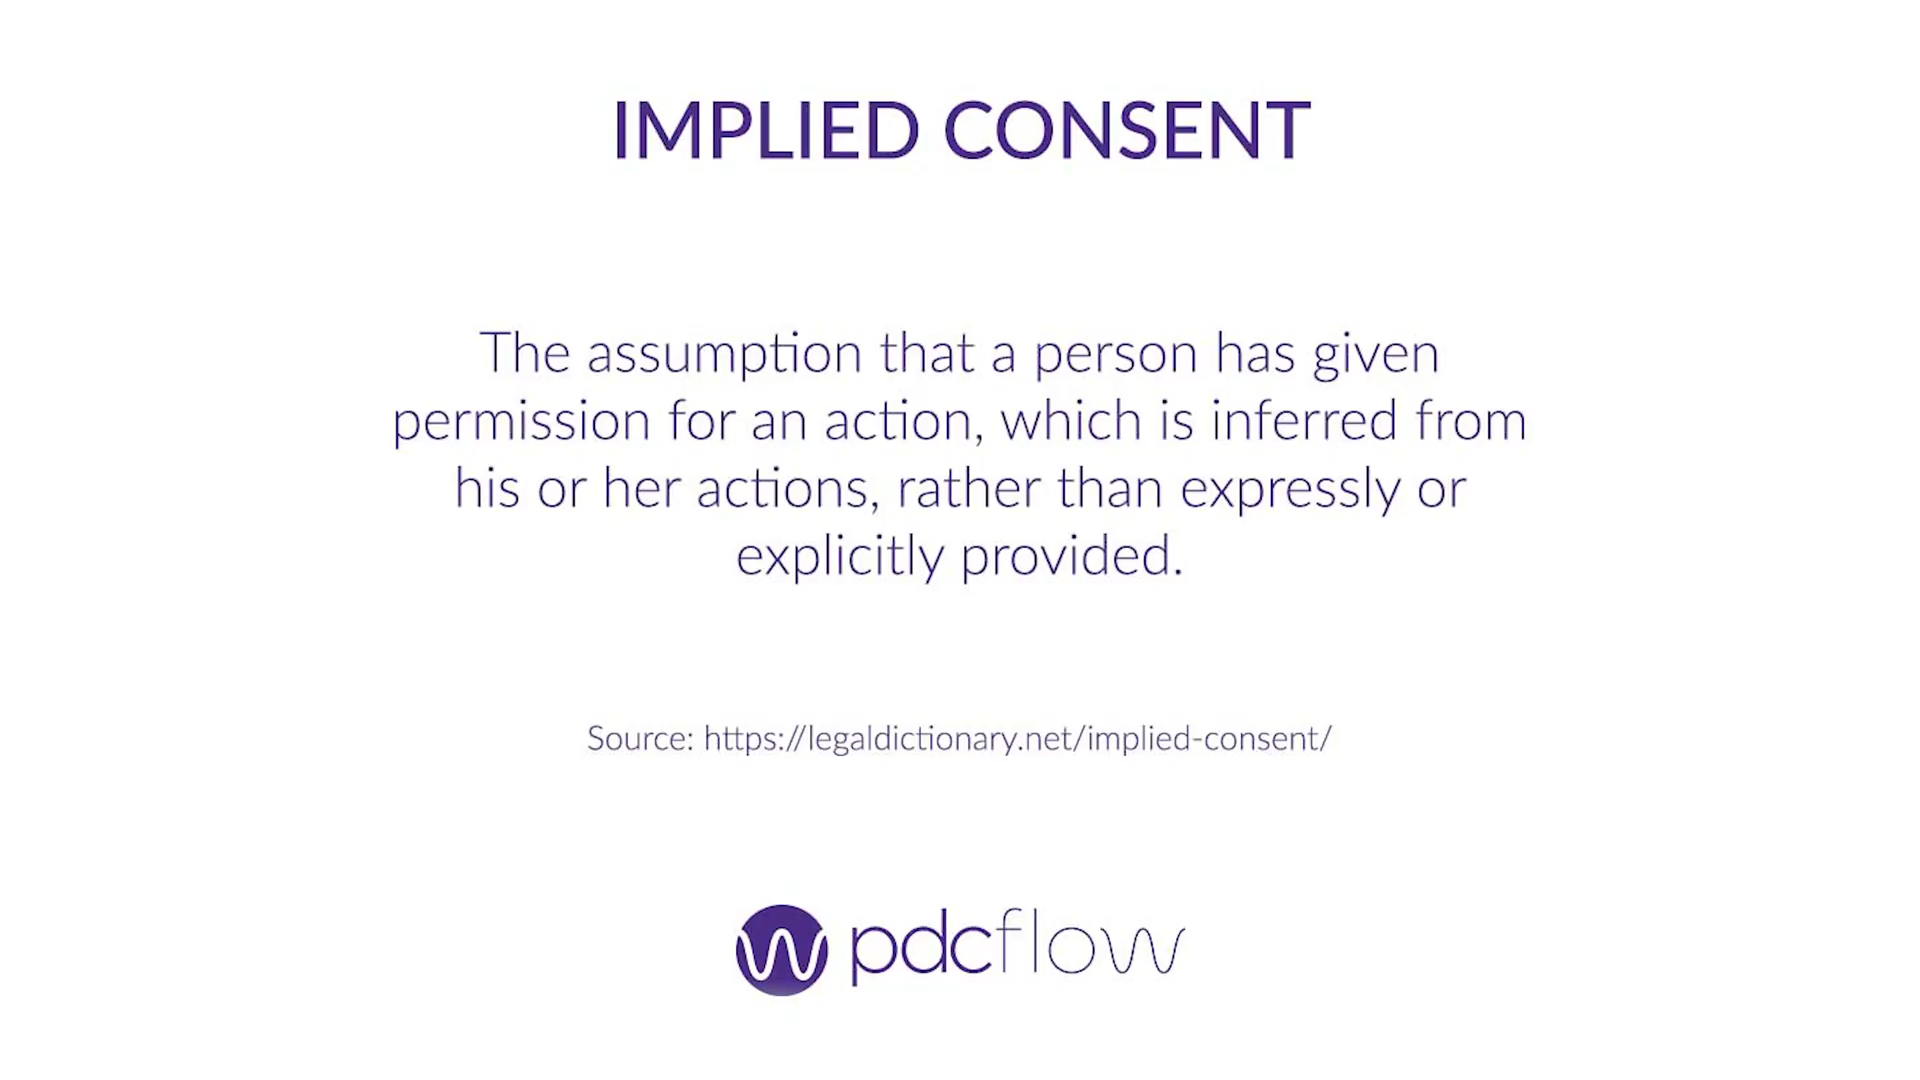 IMPLIED CONSENT
The assumption that a person has given
permission for an action, which is inferred from
his or her actions, rather than expressly or
explicitly provided.
Source: https://legaldictionary.net/implied-consent/
pdcflow